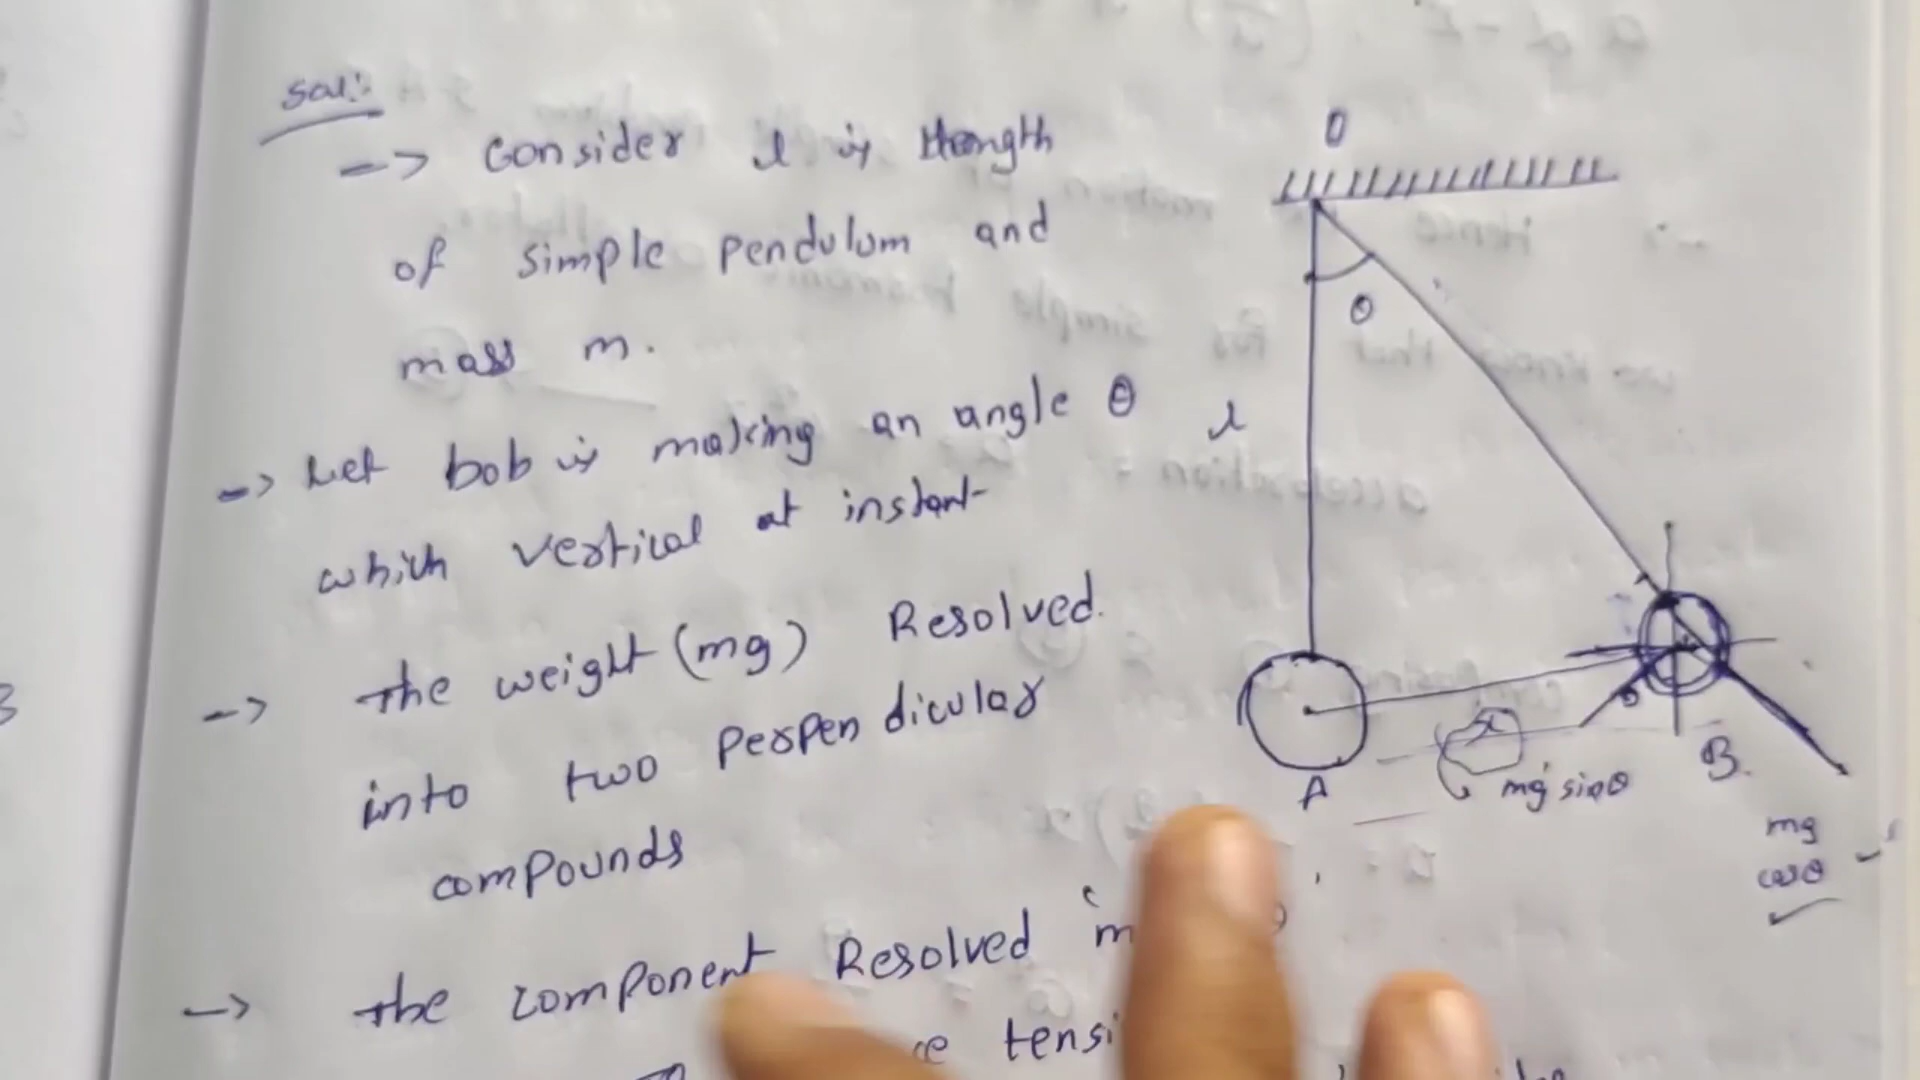 Sol:
-> Consider l is length
of simple pendulum and
mass m.
-> Let bob is making an angle θ
which vertical at instant
-> the weight (mg) Resolved.
into two perpendicular
compounds
-> the component Resolved
tensi
O
θ
l
A
x
mg sinθ
B.
mg
cosθ